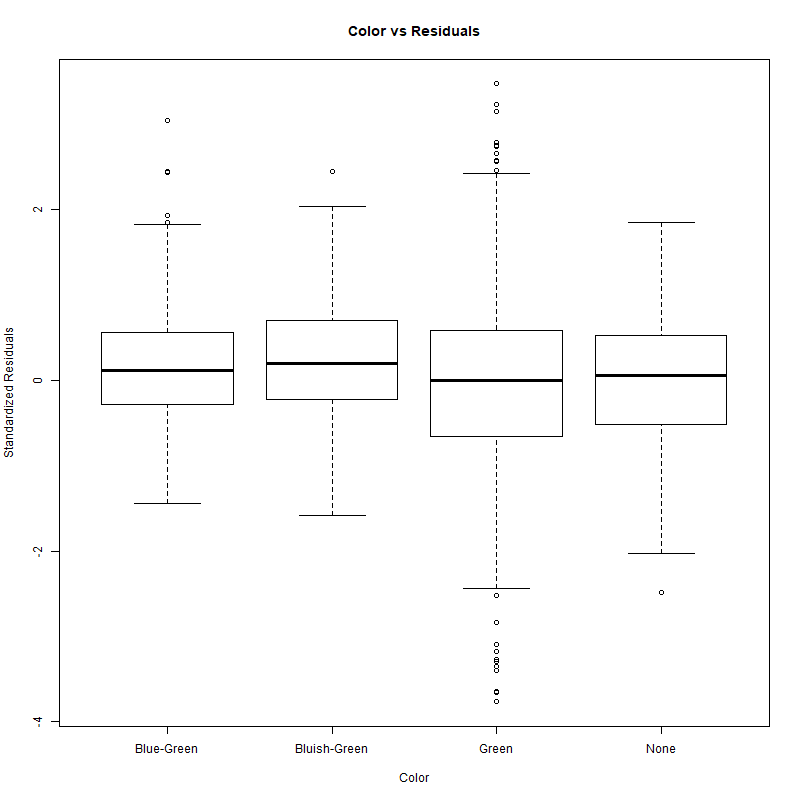 Color vs Residuals
Standardized Residuals
2
0
-2
-4
Blue-Green Bluish-Green Green None
Color